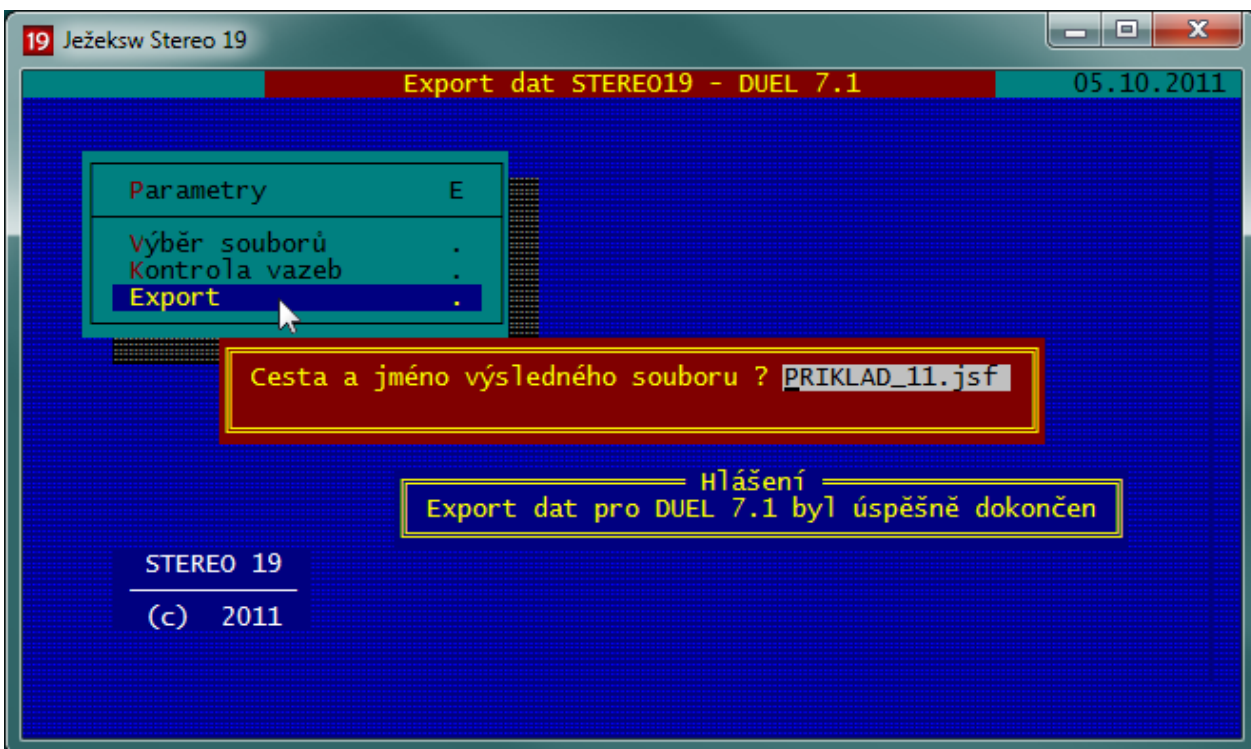 19 Ježeksw Stereo 19
Export dat STEREO19 - DUEL 7.1 05.10.2011
Parametry E
Výběr souborů .
Kontrola vazeb .
Export .
Cesta a jméno výsledného souboru ? PRIKLAD_11.jsf
Hlášení
Export dat pro DUEL 7.1 byl úspěšně dokončen
STEREO 19
(c) 2011